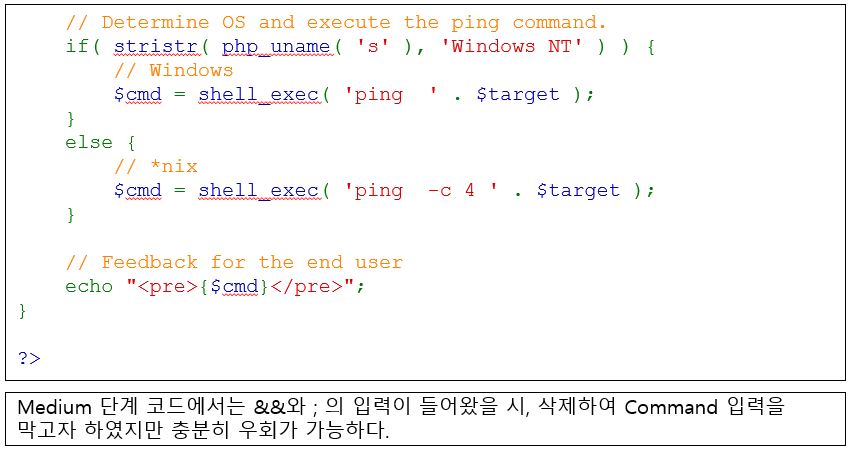 // Determine OS and execute the ping command.
if( stristr( php_uname( 's' ), 'Windows NT' ) ) {
// Windows
$cmd = shell_exec( 'ping  ' . $target );
}
else {
// *nix
$cmd = shell_exec( 'ping  -c 4 ' . $target );
}
// Feedback for the end user
echo "<pre>{$cmd}</pre>";
}
?>
Medium 단계 코드에서는 &&와 ; 의 입력이 들어왔을 시, 삭제하여 Command 입력을
막고자 하였지만 충분히 우회가 가능하다.